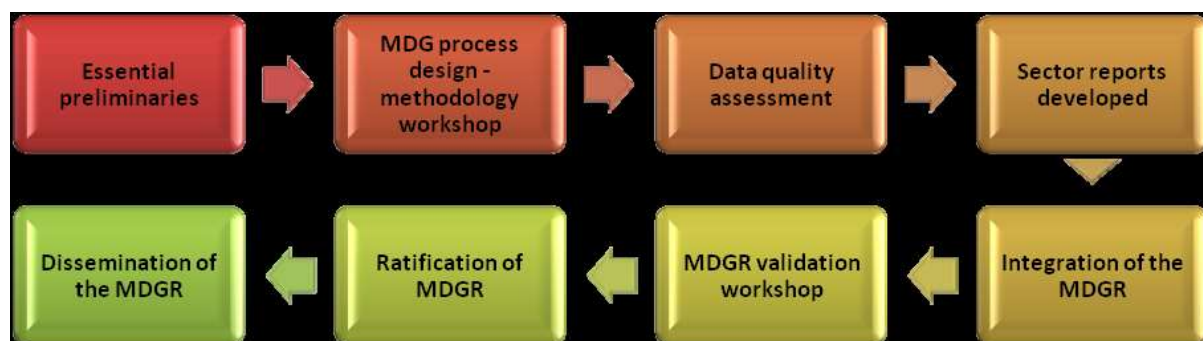 Essential
preliminaries
MDG process
design -
methodology
workshop
Data quality
assessment
Sector reports
developed
Integration of the
MDGR
MDGR validation
workshop
Ratification of
MDGR
Dissemination of
the MDGR